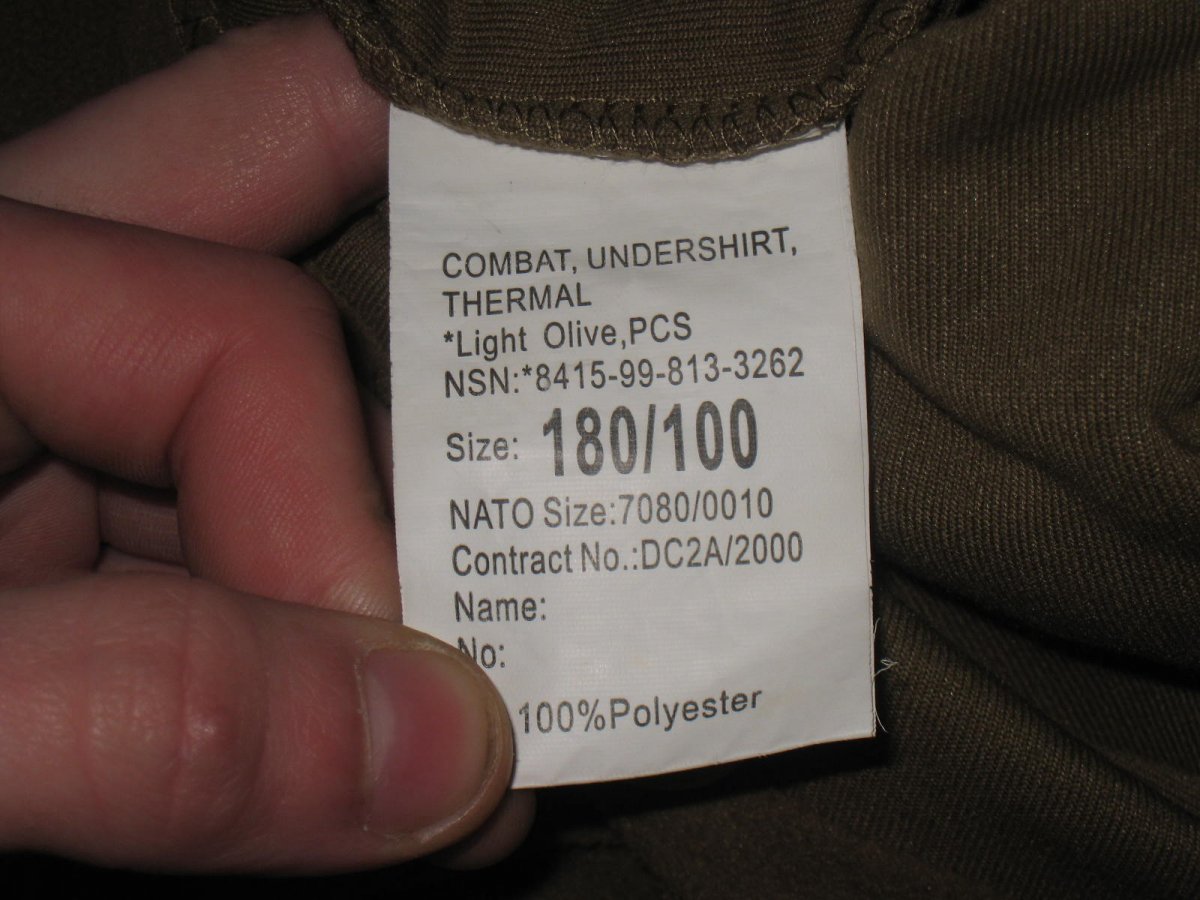 COMBAT, UNDERSHIRT,
THERMAL
*Light Olive,PCS
NSN:*8415-99-813-3262
Size: 180/100
NATO Size:7080/0010
Contract No.:DC2A/2000
Name:
No:
100%Polyester